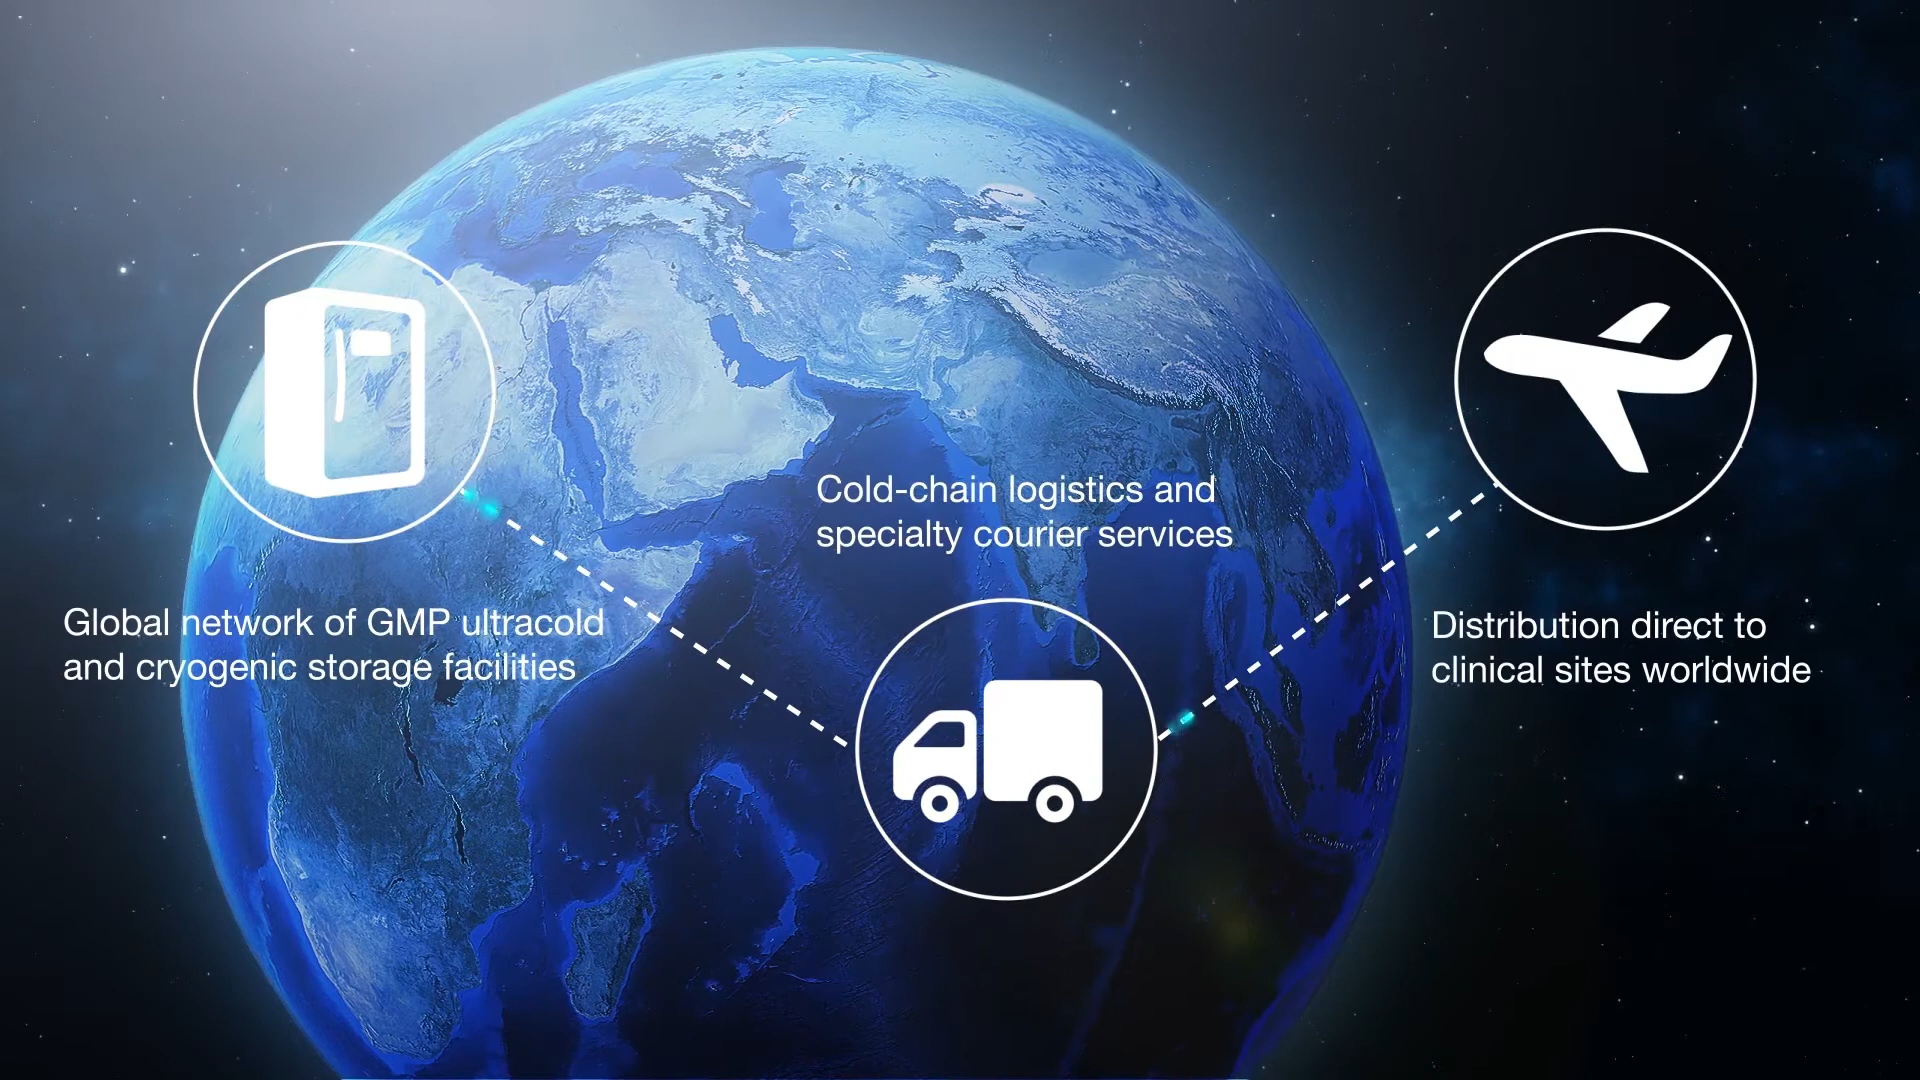 Global network of GMP ultracold
and cryogenic storage facilities
Cold-chain logistics and
specialty courier services
Distribution direct to
clinical sites worldwide